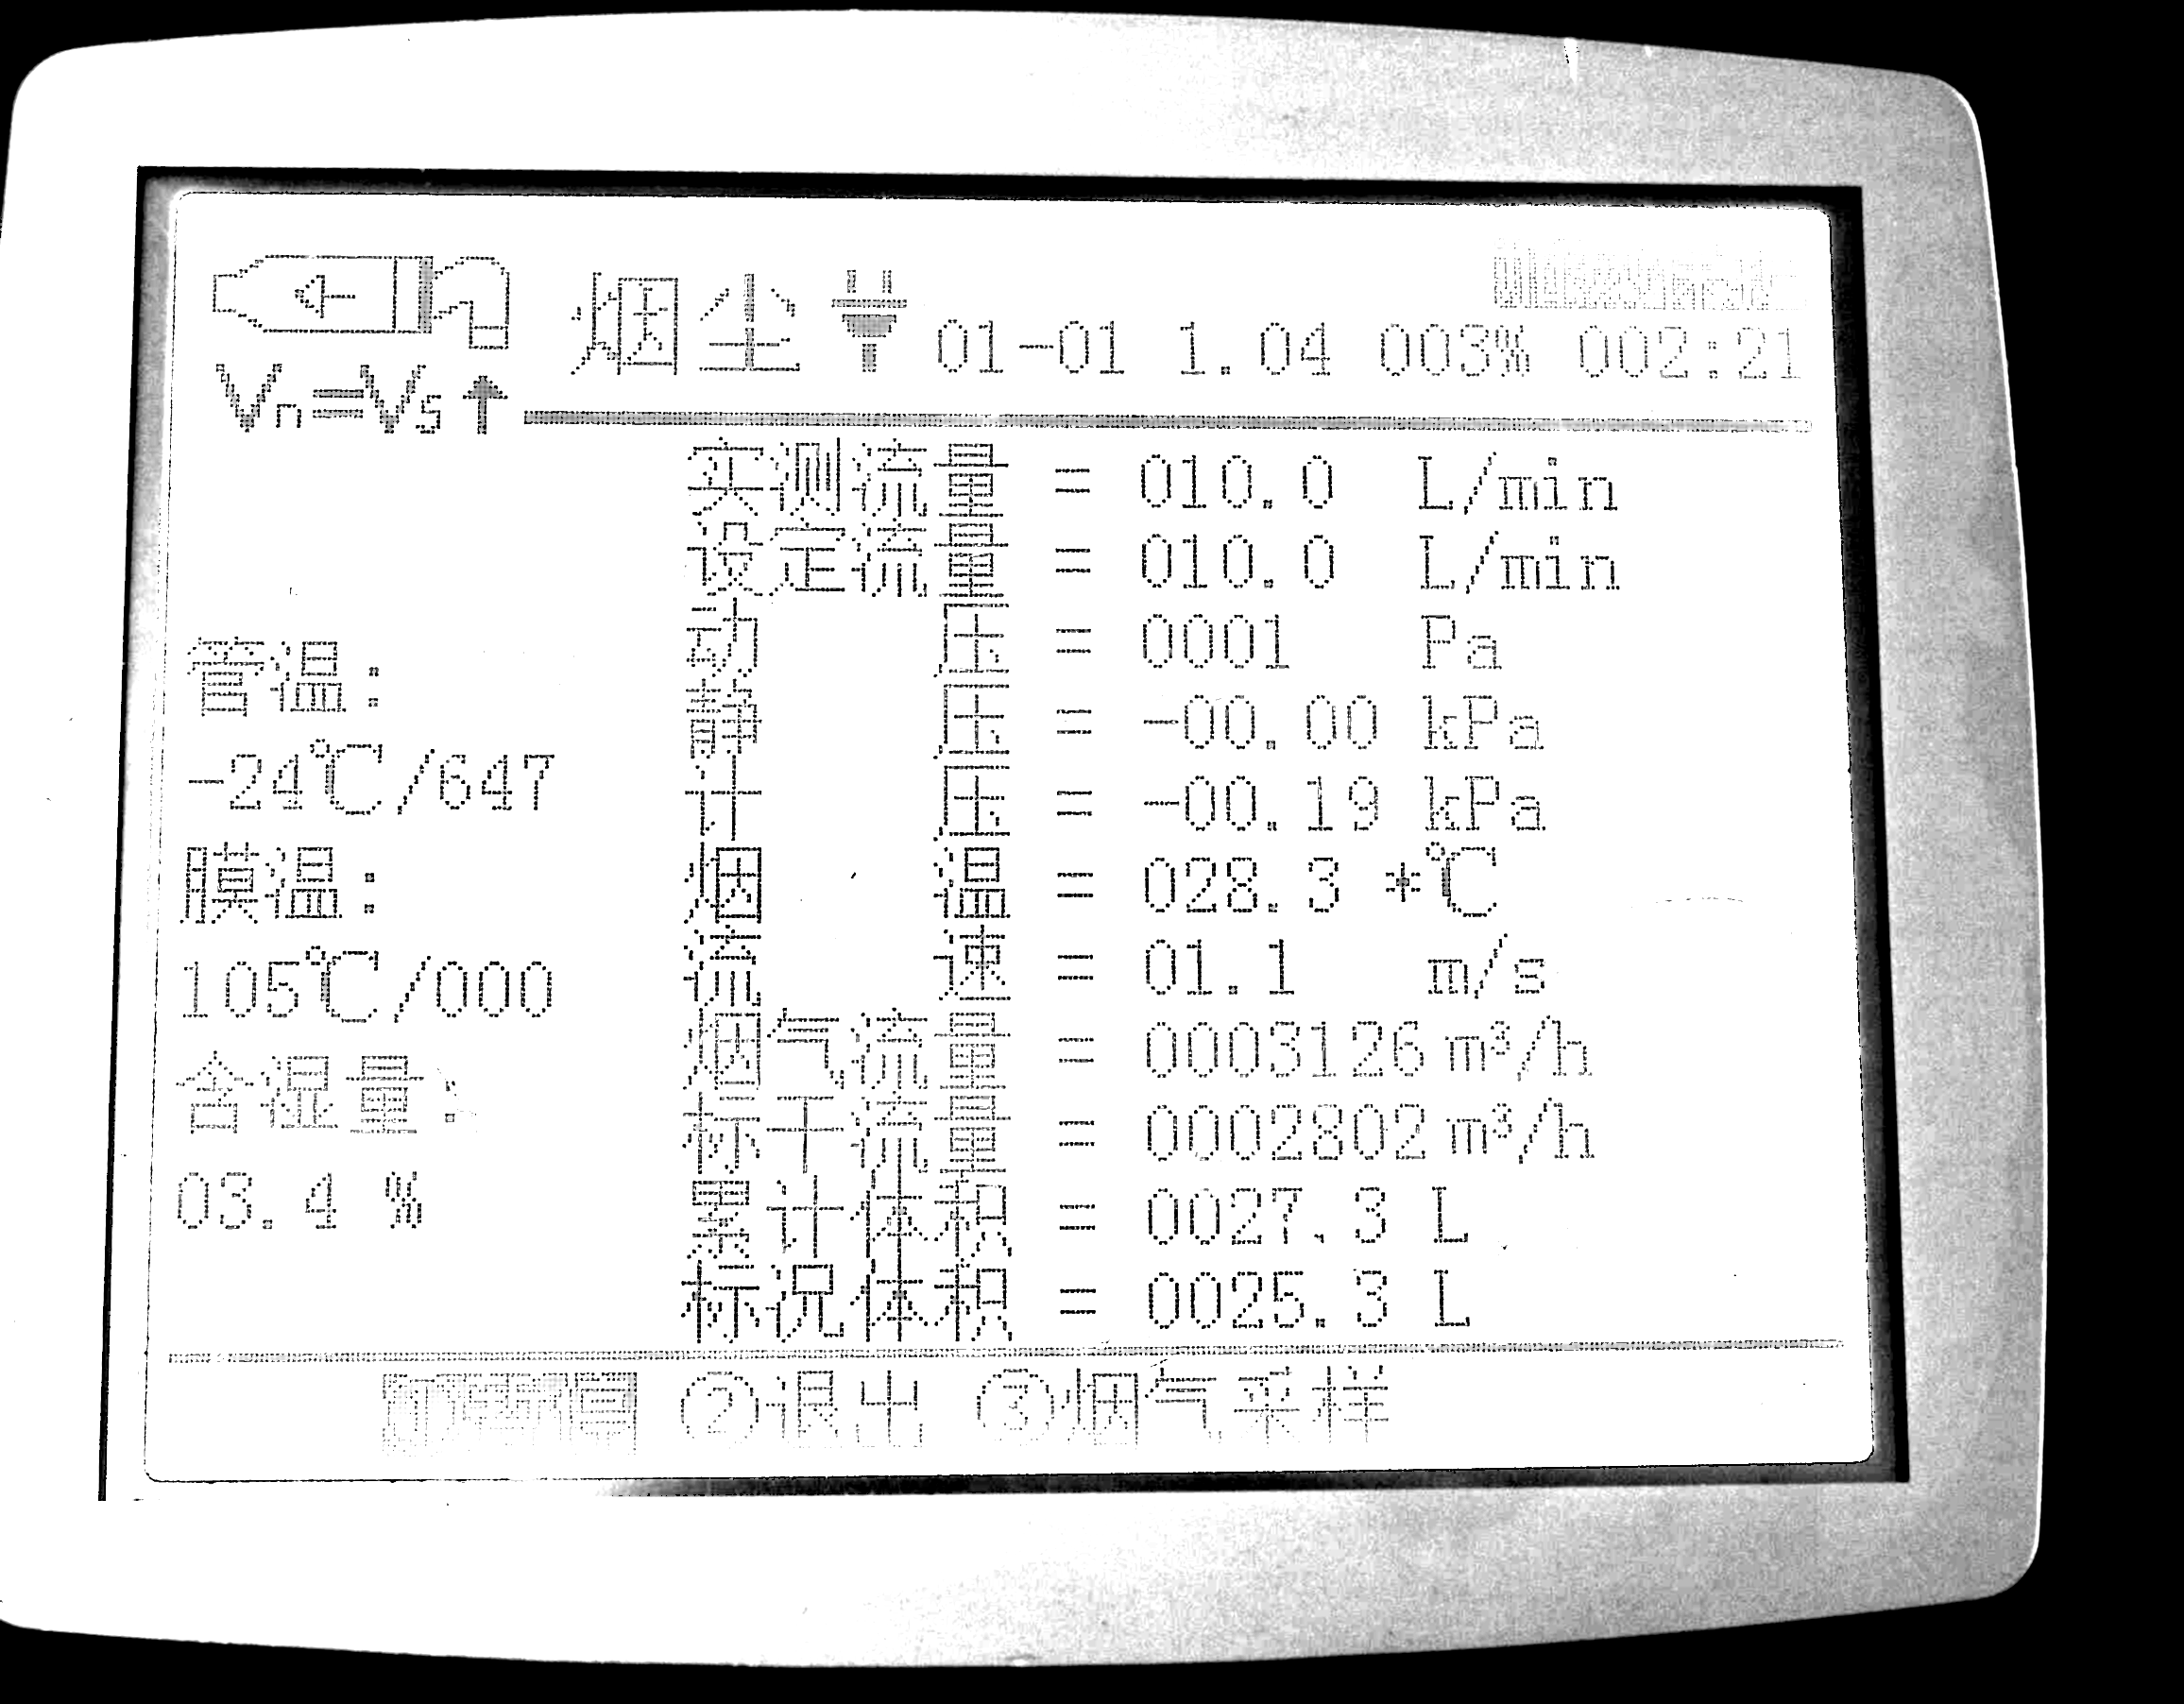 烟尘 01-01 1.04 003% 002:21
Vn=Vs↑
实测流量 = 010.0 L/min
设定流量 = 010.0 L/min
动压 = 0001 Pa
静压 = -00.00 kPa
计压 = -00.19 kPa
烟温 = 028.3 *℃
流速 = 01.1 m/s
烟气流量 = 0003126 m³/h
标干流量 = 0002802 m³/h
累计体积 = 0027.3 L
标况体积 = 0025.3 L
管温:
-24℃/647
膜温:
105℃/000
含湿量:
03.4 %
②退出 ③烟气采样